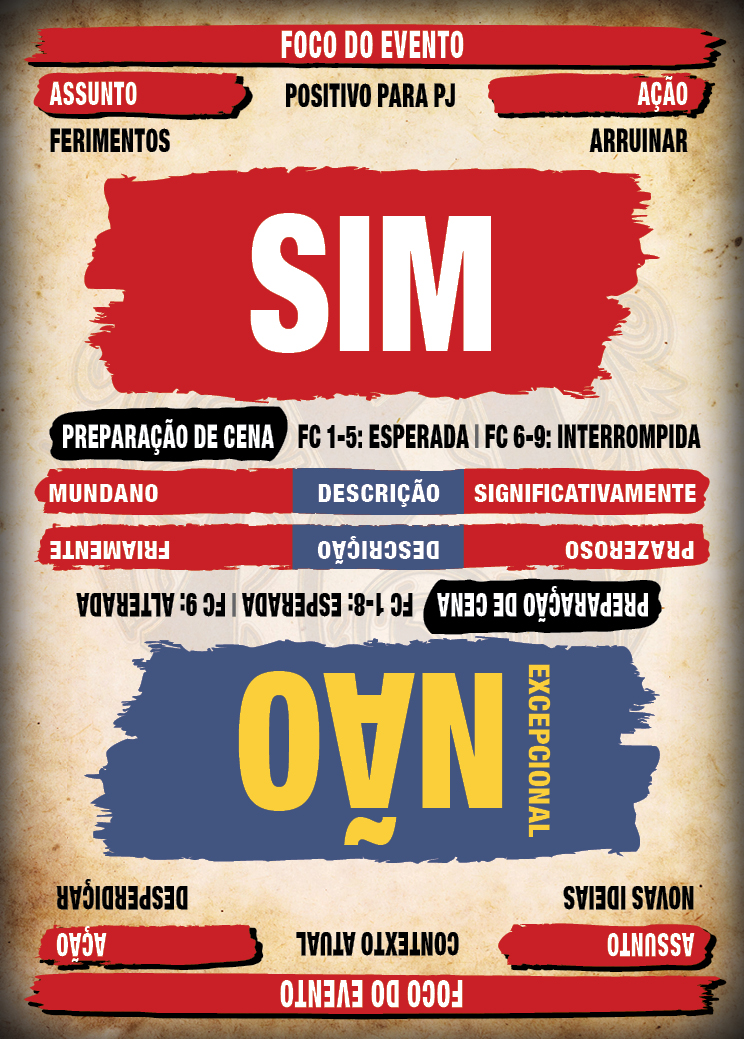 FOCO DO EVENTO
ASSUNTO POSITIVO PARA PJ AÇÃO
FERIMENTOS ARRUINAR
SIM
PREPARAÇÃO DE CENA FC 1-5: ESPERADA | FC 6-9: INTERROMPIDA
MUNDANO DESCRIÇÃO SIGNIFICATIVAMENTE
FOCO DO EVENTO
ASSUNTO CONTEXTO ATUAL AÇÃO
NOVAS IDEIAS DESPERDIÇAR
EXCEPCIONAL
NÃO
PREPARAÇÃO DE CENA FC 1-8: ESPERADA | FC 9: ALTERADA
PRAZEROSO DESCRIÇÃO FRIAMENTE